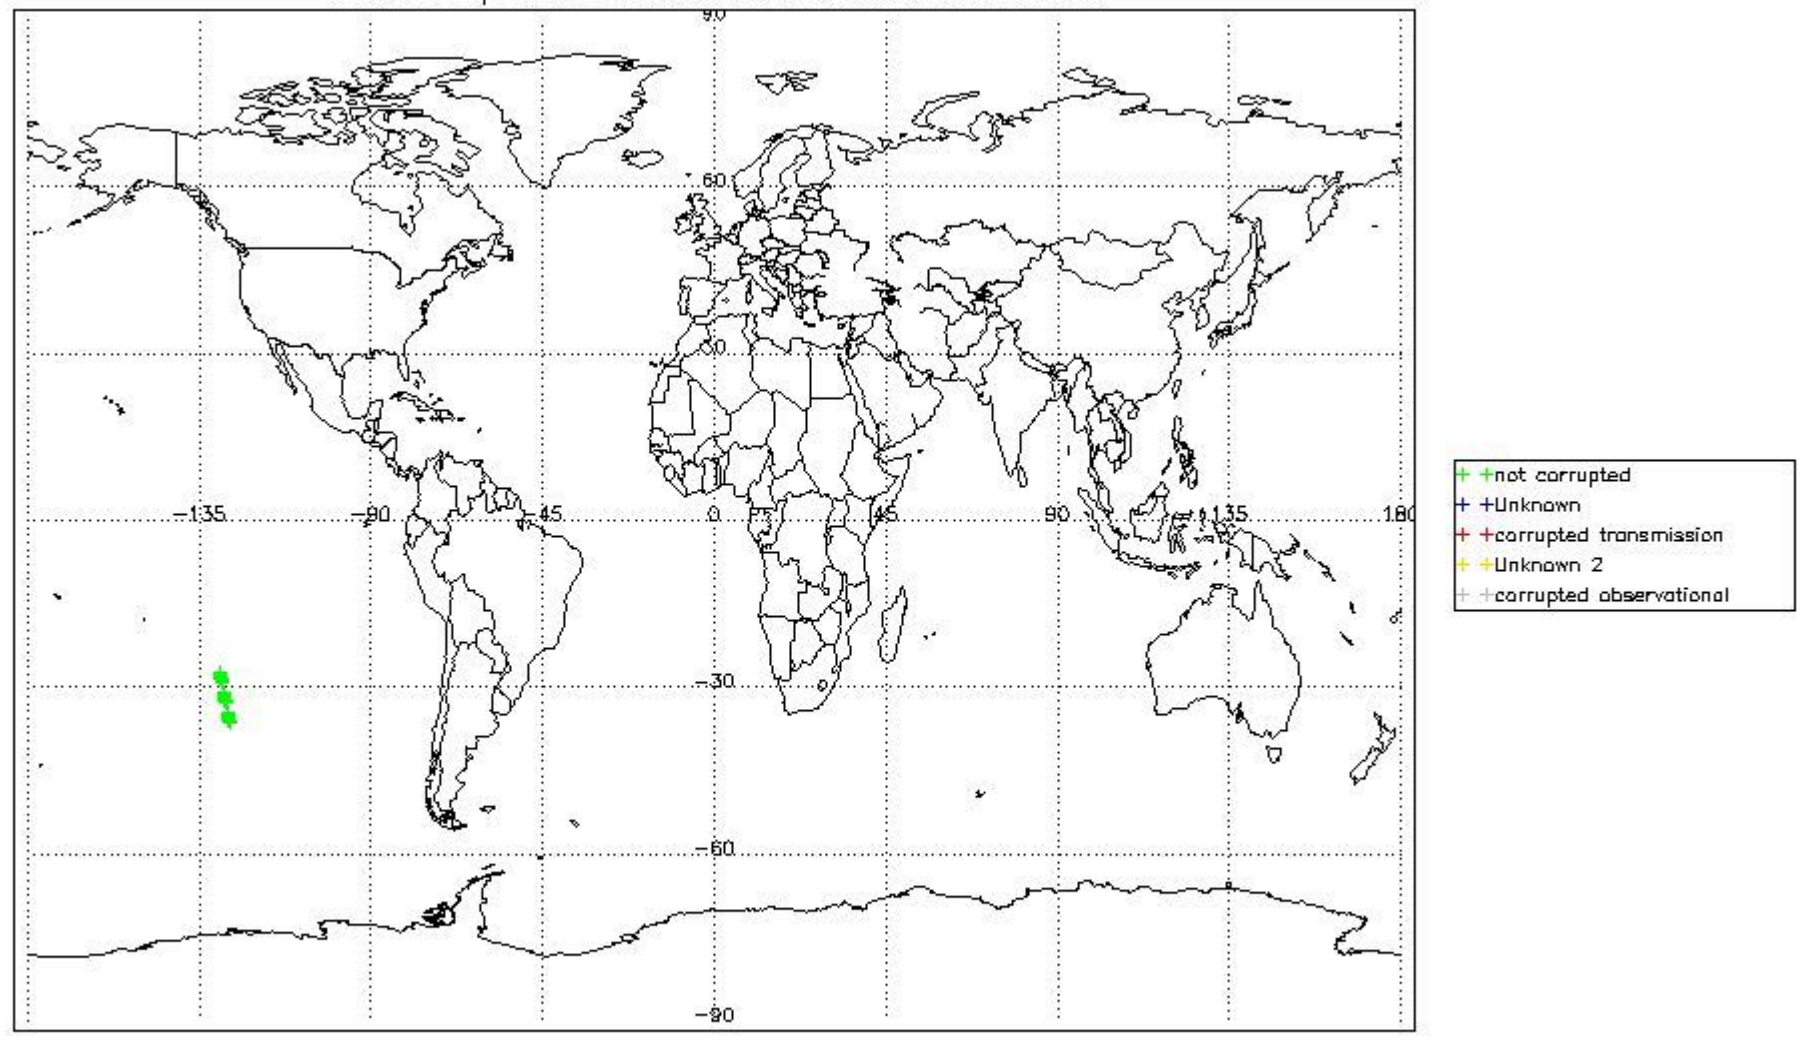 90
60
30
-135
-90
-45
0
45
90
135
180
-30
-60
-90
not corrupted
Unknown
corrupted transmission
Unknown 2
corrupted observational